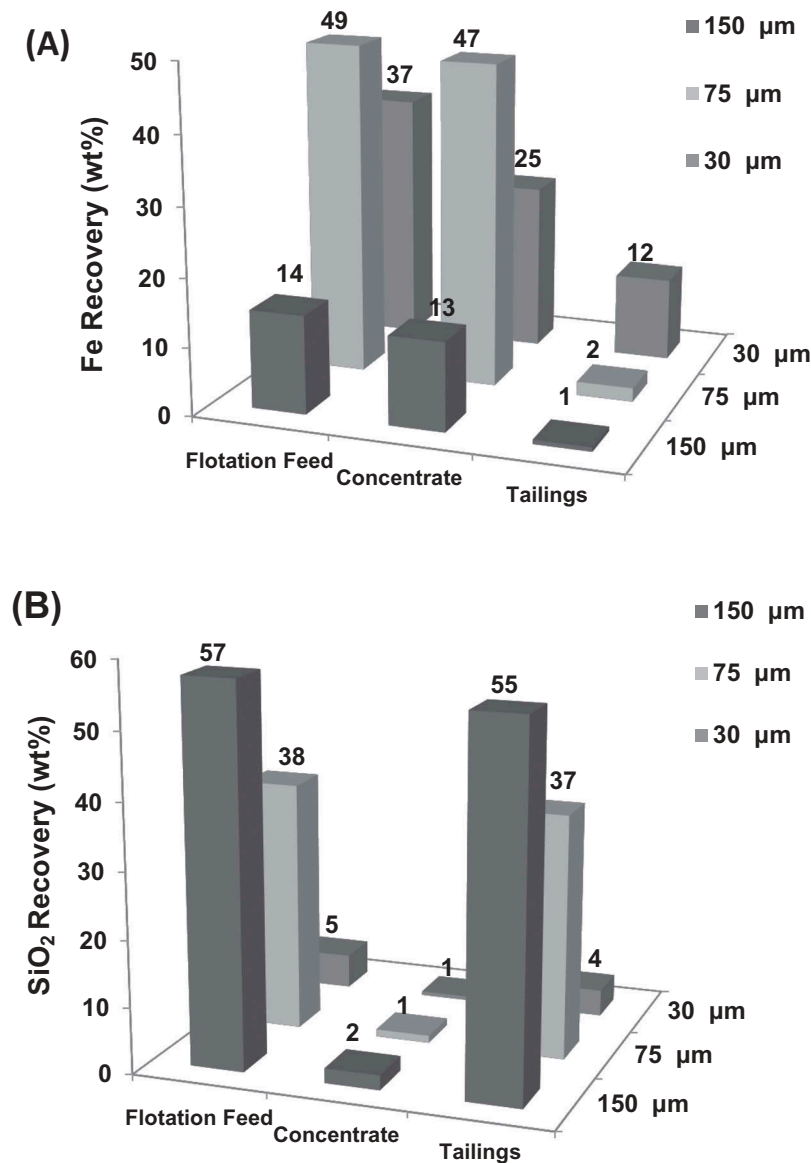 (A)
Fe Recovery (wt%)
50
40
30
20
10
0
49
37
47
25
14
13
12
2
1
150 µm
75 µm
30 µm
30 µm
75 µm
150 µm
Flotation Feed
Concentrate
Tailings
(B)
SiO₂ Recovery (wt%)
60
50
40
30
20
10
0
57
38
5
2
1
1
55
37
4
150 µm
75 µm
30 µm
30 µm
75 µm
150 µm
Flotation Feed
Concentrate
Tailings